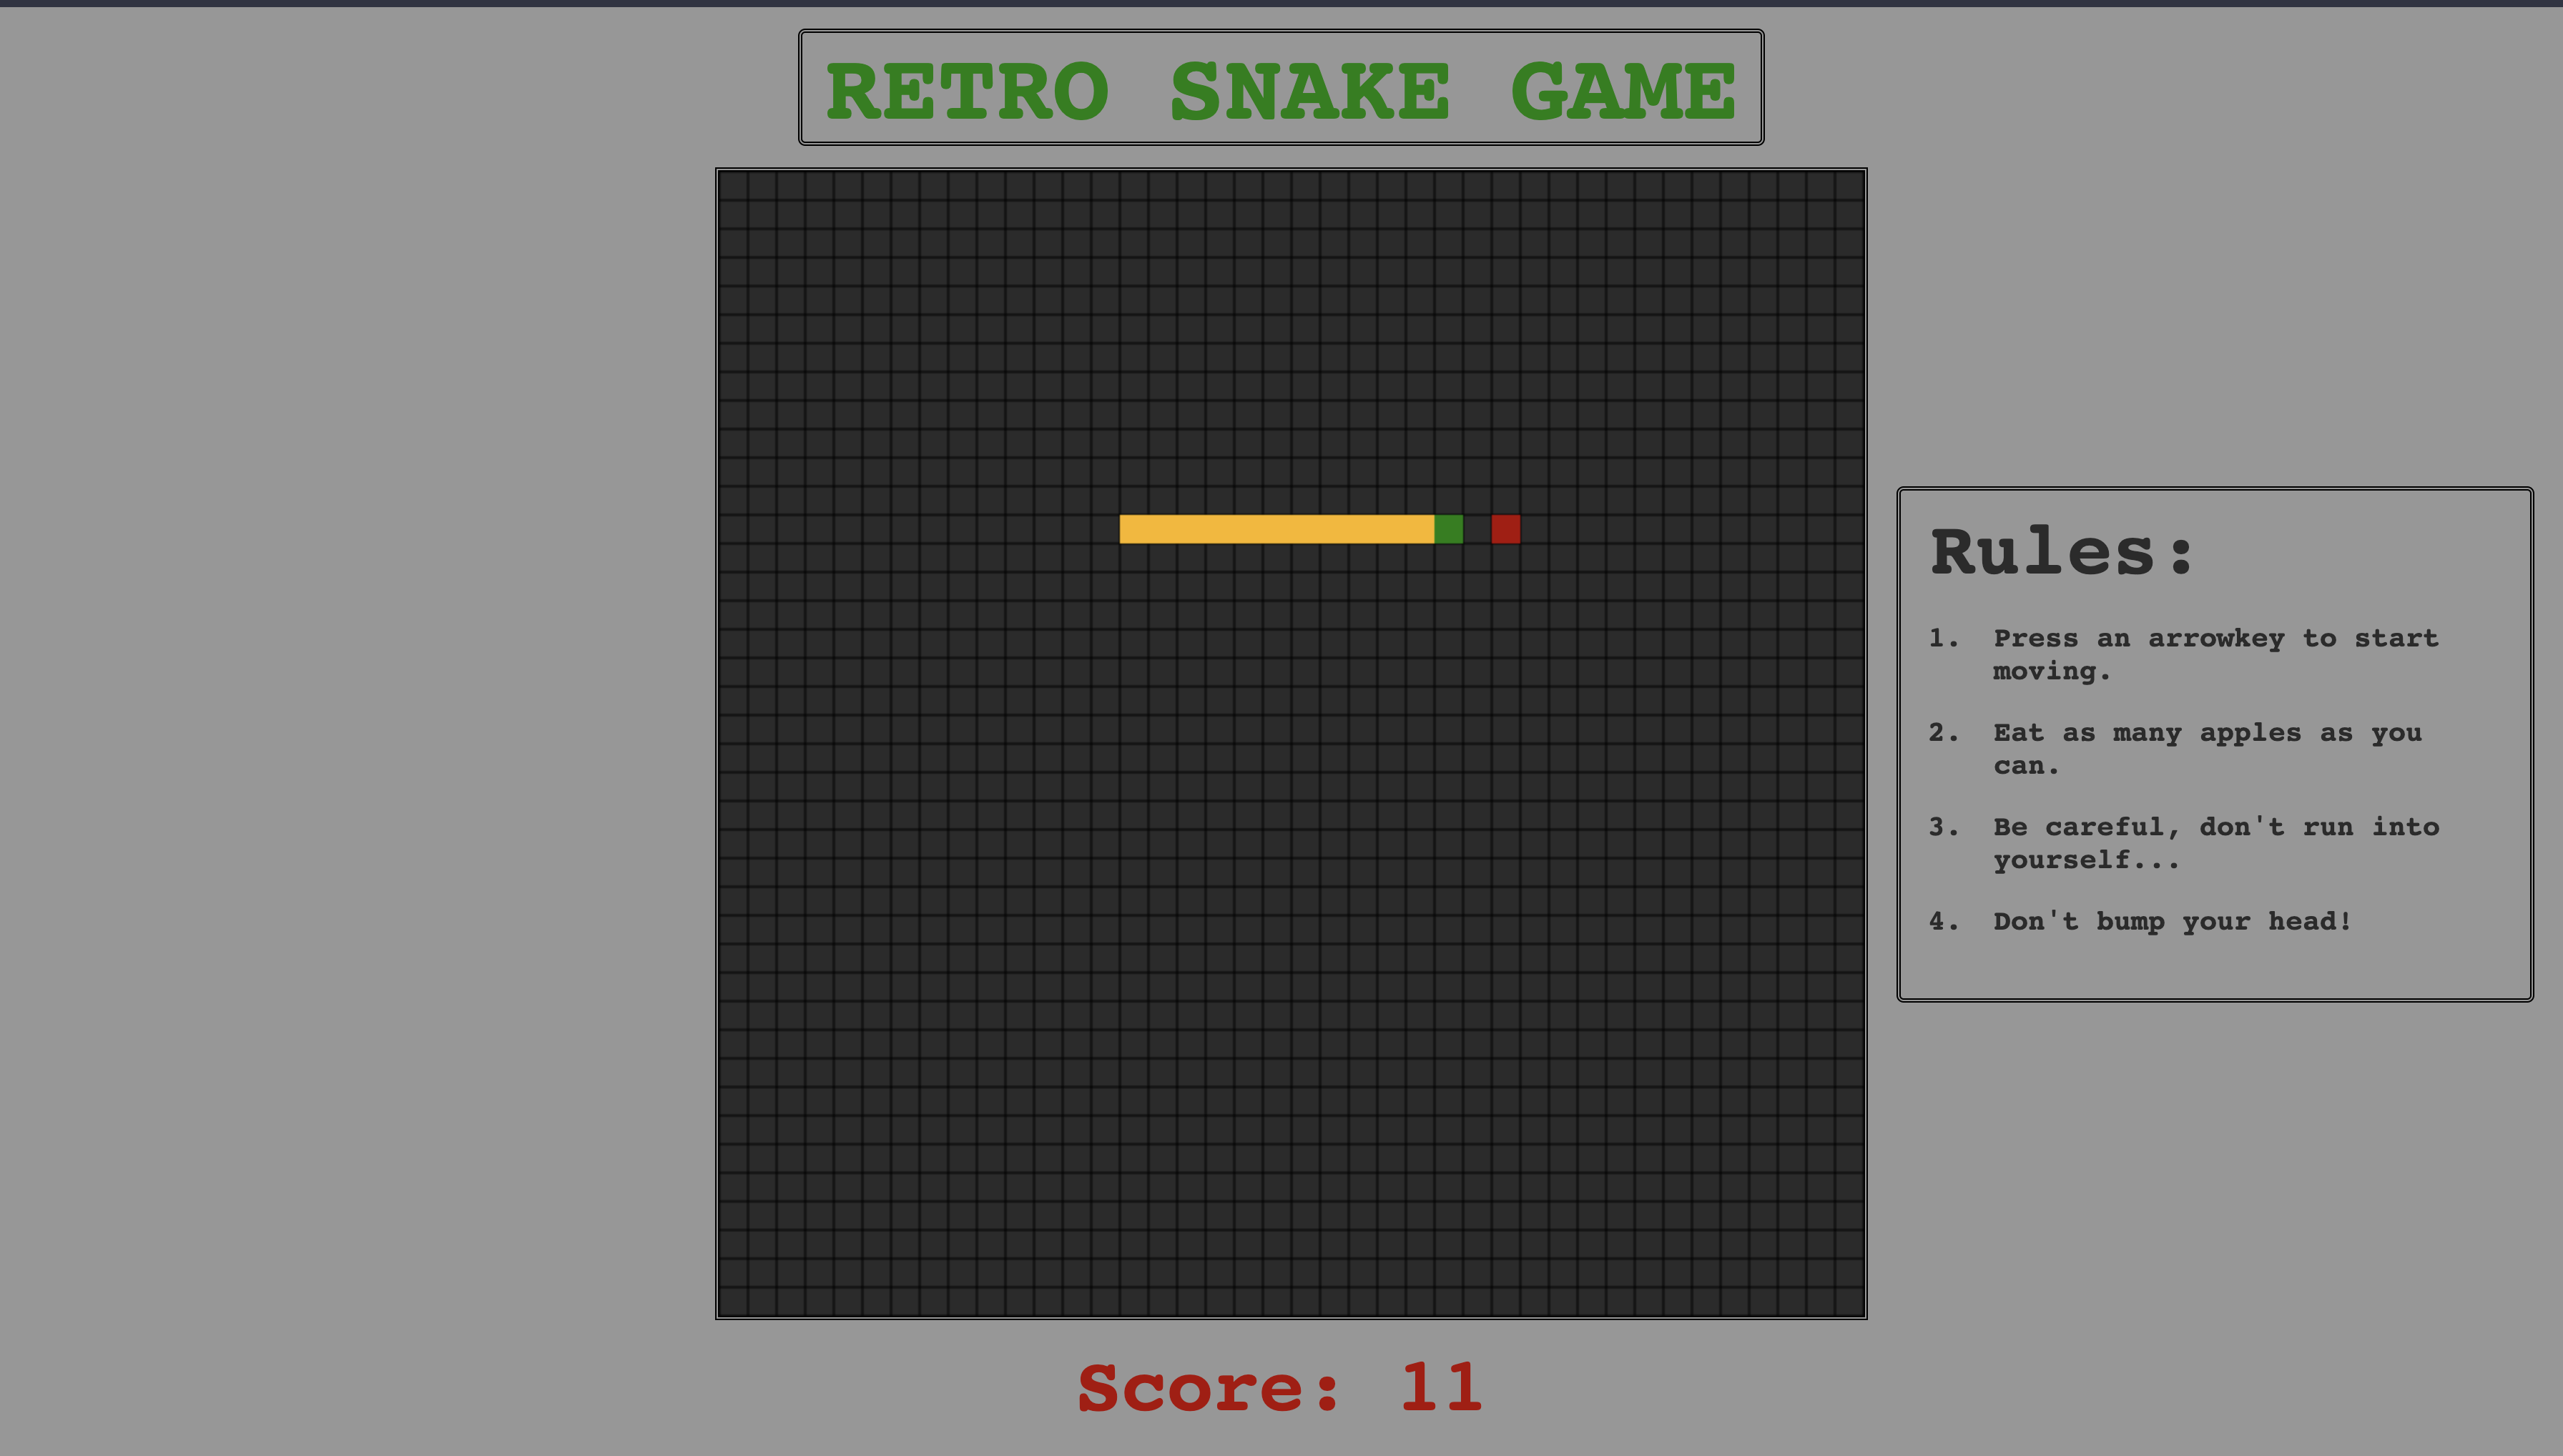 RETRO SNAKE GAME
Rules:
1. Press an arrowkey to start
moving.
2. Eat as many apples as you
can.
3. Be careful, don't run into
yourself...
4. Don't bump your head!
Score: 11